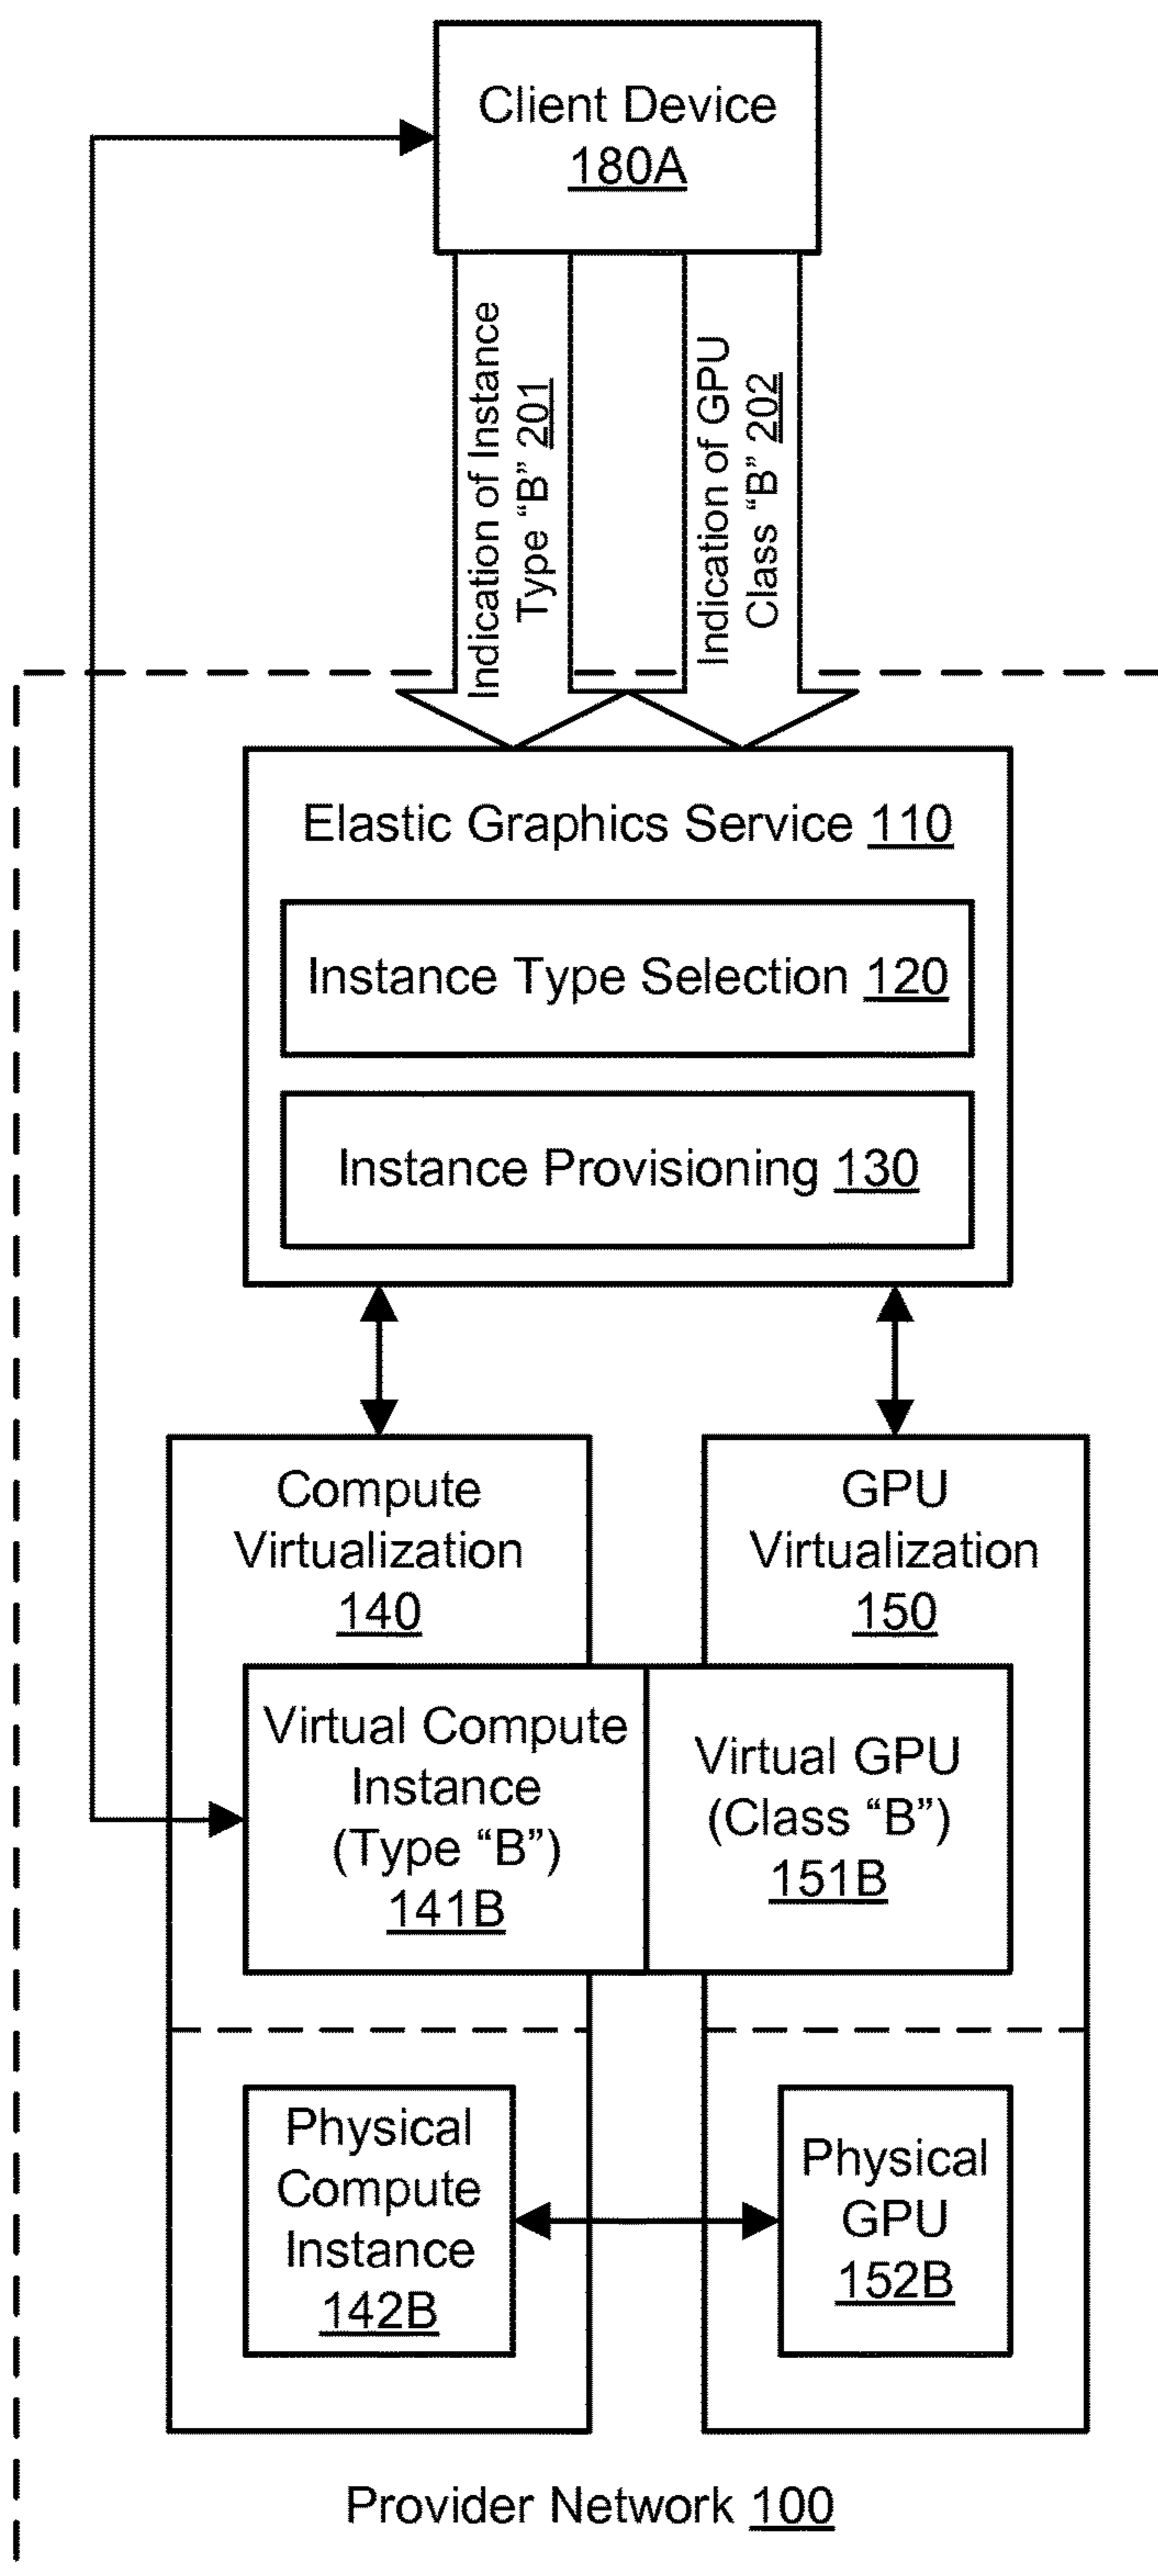 Client Device
180A
Indication of Instance
Type “B” 201
Indication of GPU
Class “B” 202
Elastic Graphics Service 110
Instance Type Selection 120
Instance Provisioning 130
Compute
Virtualization
140
GPU
Virtualization
150
Virtual Compute
Instance
(Type “B”)
141B
Virtual GPU
(Class “B”)
151B
Physical
Compute
Instance
142B
Physical
GPU
152B
Provider Network 100